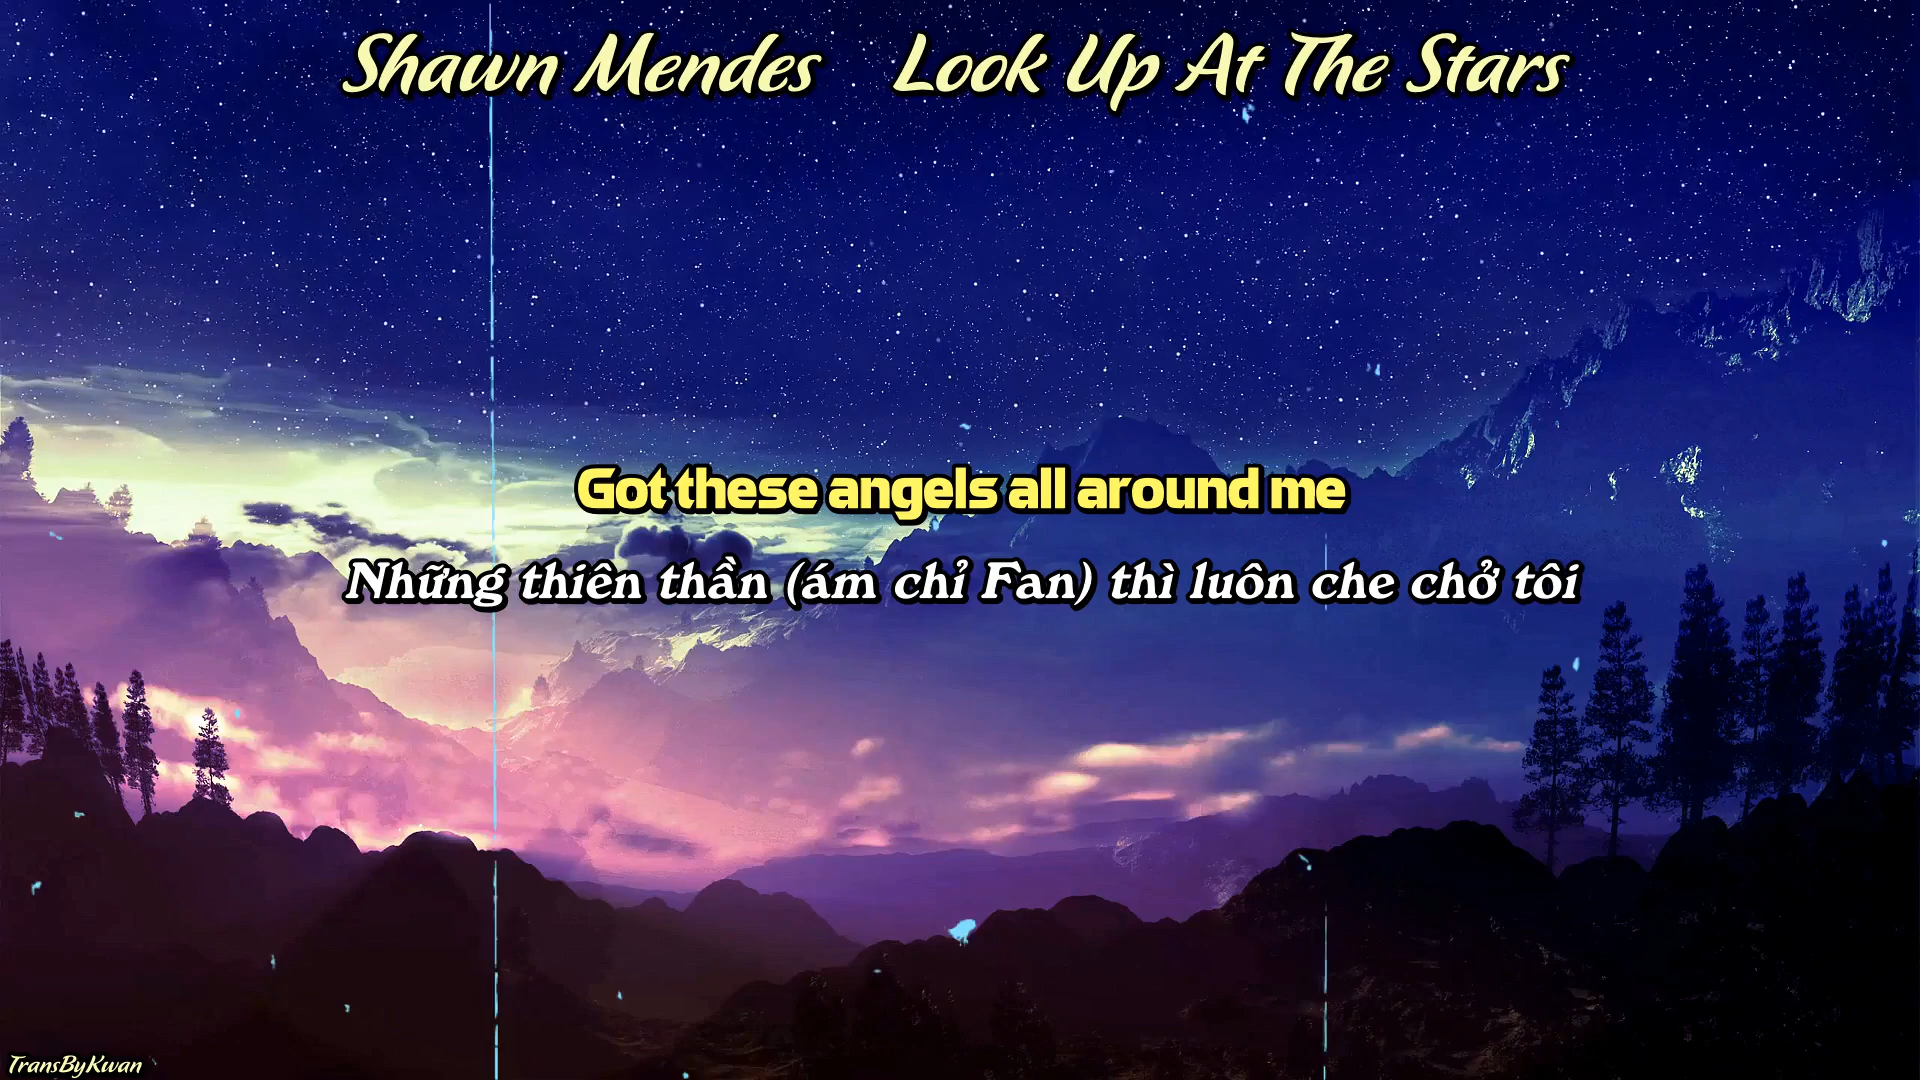 Shawn Mendes Look Up At The Stars
Got these angels all around me
Những thiên thần (ám chỉ Fan) thì luôn che chở tôi
TransByKwan